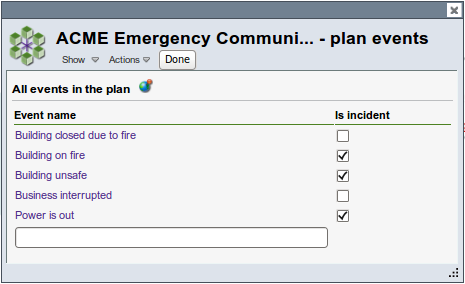 ACME Emergency Communi... - plan events
Show Actions Done
All events in the plan
Event name Is incident
Building closed due to fire
Building on fire
Building unsafe
Business interrupted
Power is out